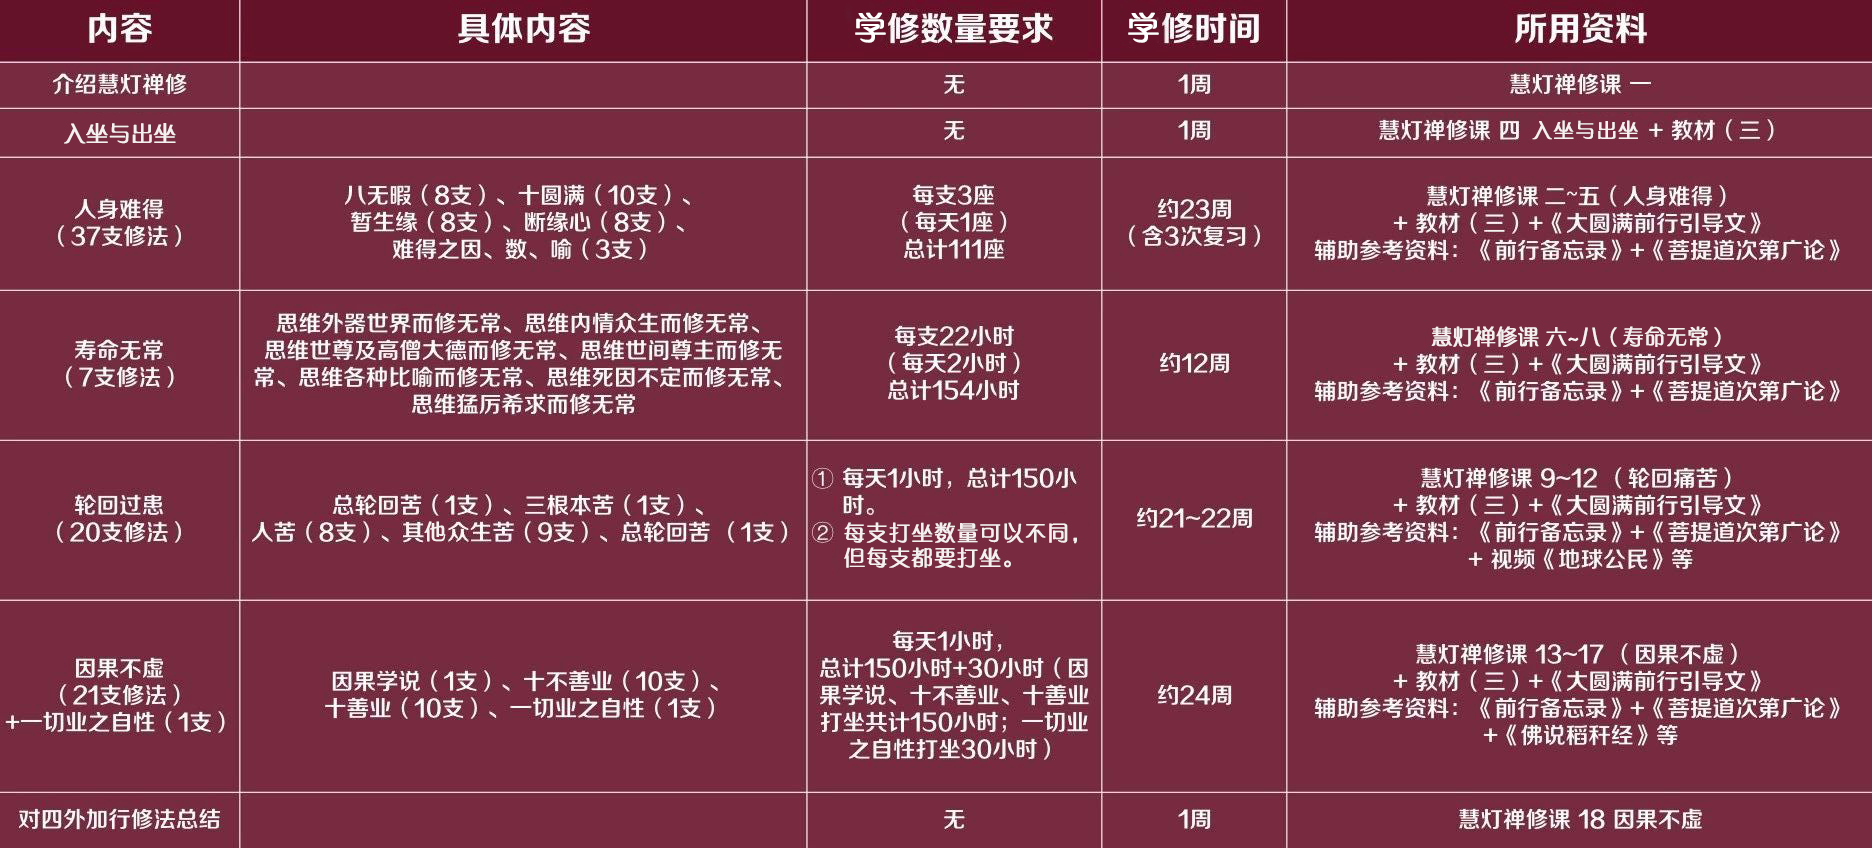 内容
具体内容
学修数量要求
学修时间
所用资料
介绍慧灯禅修
无
1周
慧灯禅修课 一
入坐与出坐
无
1周
慧灯禅修课 四 入坐与出坐 + 教材（三）
人身难得
（37支修法）
八无暇（8支）、十圆满（10支）、
暂生缘（8支）、断缘心（8支）、
难得之因、数、喻（3支）
每支3座
（每天1座）
总计111座
约23周
（含3次复习）
慧灯禅修课 二~五（人身难得）
+ 教材（三）+《大圆满前行引导文》
辅助参考资料：《前行备忘录》+《菩提道次第广论》
寿命无常
（7支修法）
思维外器世界而修无常、思维内情众生而修无常、
思维世尊及高僧大德而修无常、思维世间尊主而修无
常、思维各种比喻而修无常、思维死因不定而修无常、
思维猛厉希求而修无常
每支22小时
（每天2小时）
总计154小时
约12周
慧灯禅修课 六~八（寿命无常）
+ 教材（三）+《大圆满前行引导文》
辅助参考资料：《前行备忘录》+《菩提道次第广论》
轮回过患
（20支修法）
总轮回苦（1支）、三根本苦（1支）、
人苦（8支）、其他众生苦（9支）、总轮回苦 （1支）
① 每天1小时，总计150小
时。
② 每支打坐数量可以不同，
但每支都要打坐。
约21~22周
慧灯禅修课 9~12 （轮回痛苦）
+ 教材（三）+《大圆满前行引导文》
辅助参考资料：《前行备忘录》+《菩提道次第广论》
+ 视频《地球公民》等
因果不虚
（21支修法）
+一切业之自性（1支）
因果学说（1支）、十不善业（10支）、
十善业（10支）、一切业之自性（1支）
每天1小时，
总计150小时+30小时（因
果学说、十不善业、十善业
打坐共计150小时；一切业
之自性打坐30小时）
约24周
慧灯禅修课 13~17 （因果不虚）
+ 教材（三）+《大圆满前行引导文》
辅助参考资料：《前行备忘录》+《菩提道次第广论》
+《佛说稻秆经》等
对四外加行修法总结
无
1周
慧灯禅修课 18 因果不虚